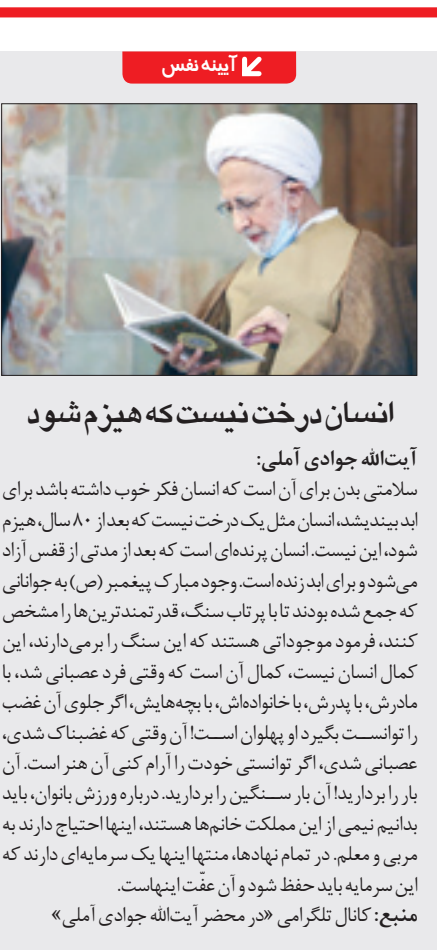 آیینه نفس
انسان درخت نیست که هیزم شود
آیت‌الله جوادی آملی:
سلامتی بدن برای آن است که انسان فکر خوب داشته باشد برای
ابد بیندیشد، انسان مثل یک درخت نیست که بعد از ۸۰ سال، هیزم
شود، این نیست. انسان پرنده‌ای است که بعد از مدتی از قفس آزاد
می‌شود و برای ابد زنده است. وجود مبارک پیغمبر (ص) به جوانانی
که جمع شده بودند تا با پرتاب سنگ، قدرتمندترین‌ها را مشخص
کنند، فرمود موجوداتی هستند که این سنگ را برمی‌دارند، این
کمال انسان نیست، کمال آن است که وقتی فرد عصبانی شد، با
مادرش، با پدرش، با خانواده‌اش، با بچه‌هایش، اگر جلوی آن غضب
را توانست بگیرد او پهلوان است! آن وقتی که غضبناک شدی،
عصبانی شدی، اگر توانستی خودت را آرام کنی آن هنر است. آن
بار را بردارید! آن بار سنگین را بردارید. درباره ورزش بانوان، باید
بدانیم نیمی از این مملکت خانم‌ها هستند، اینها احتیاج دارند به
مربی و معلم. در تمام نهادها، منتها اینها یک سرمایه‌ای دارند که
این سرمایه باید حفظ شود و آن عفّت اینهاست.
منبع: کانال تلگرامی «در محضر آیت‌الله جوادی آملی»